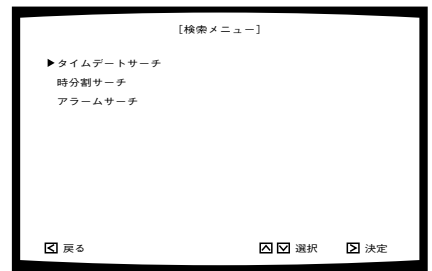 [検索メニュー]
▶タイムデートサーチ
時分割サーチ
アラームサーチ
戻る 選択 決定